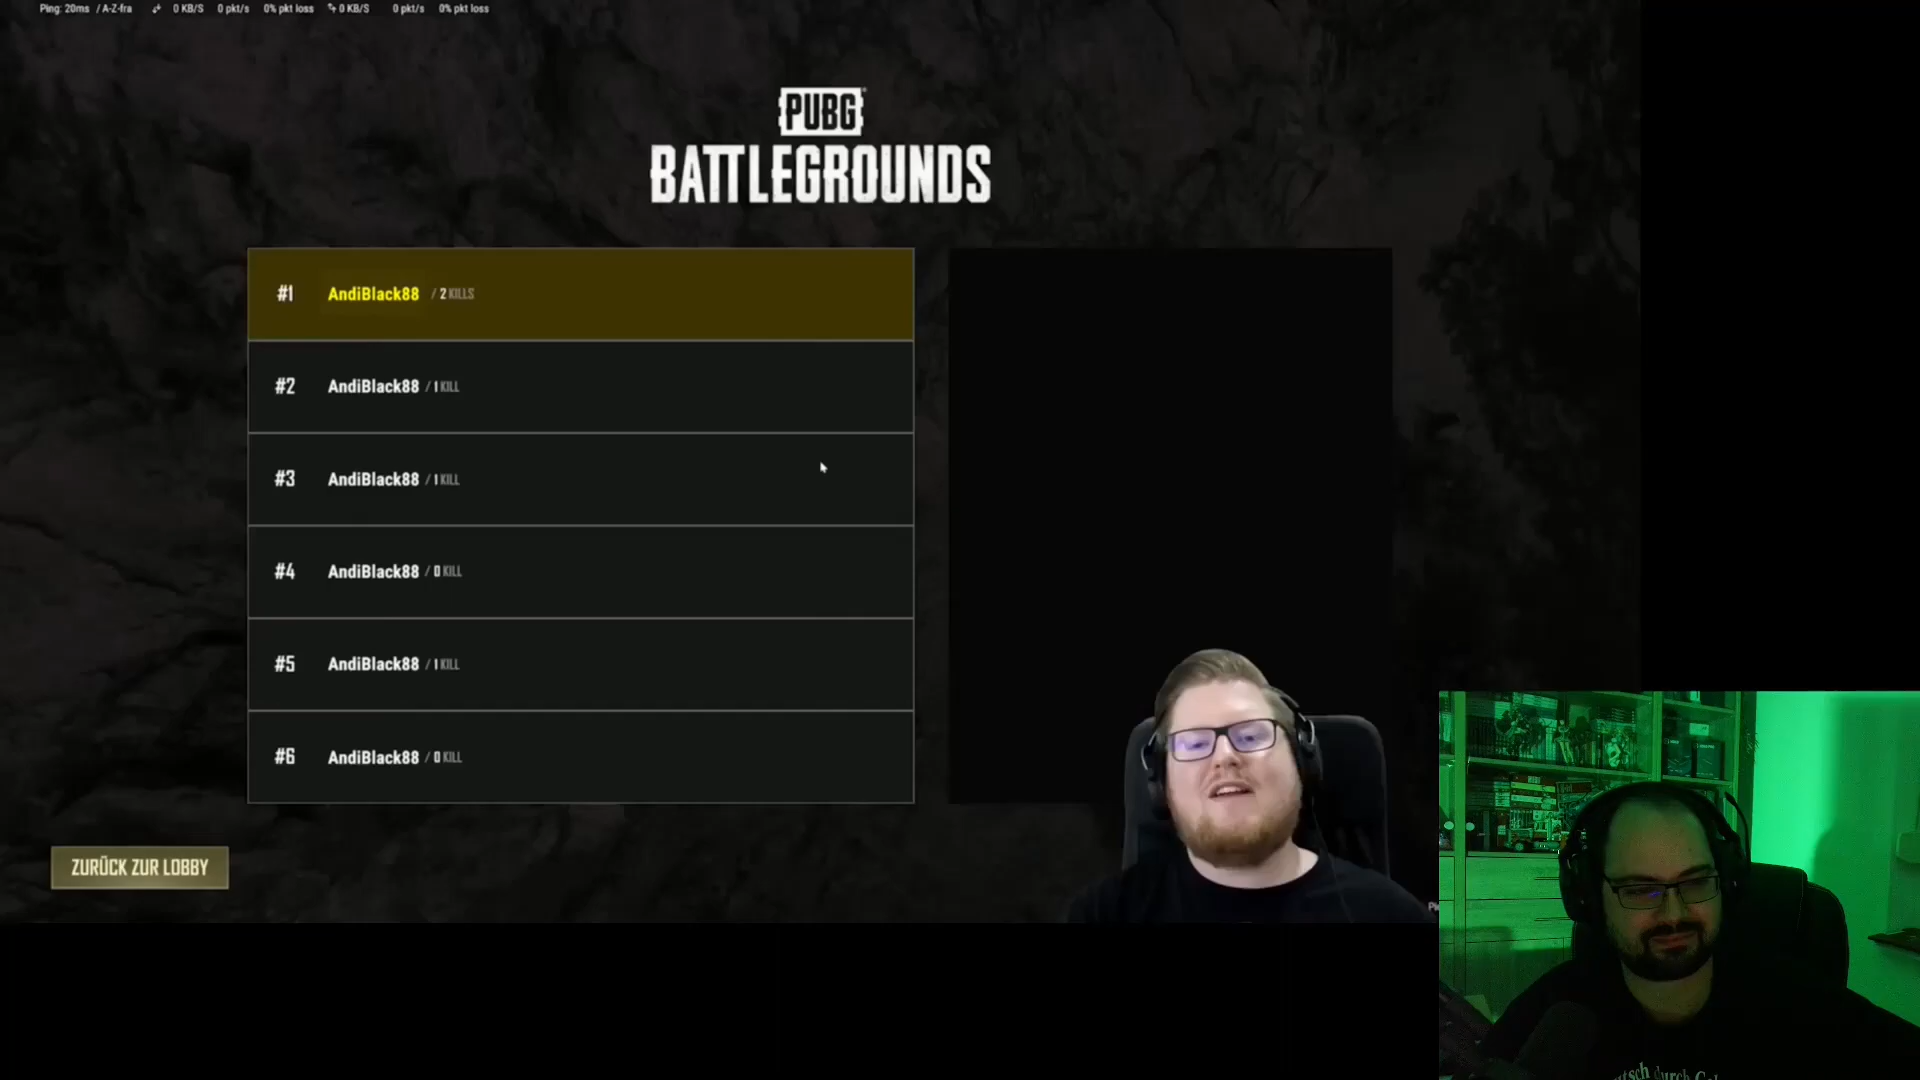 Ping: 20ms / A-Z-fra 0 KB/S 0 pkt/s 0% pkt loss 0 KB/S 0 pkt/s 0% pkt loss
PUBG
BATTLEGROUNDS
#1 AndiBlack88 / 2 KILLS
#2 AndiBlack88 / 1 KILL
#3 AndiBlack88 / 1 KILL
#4 AndiBlack88 / 0 KILL
#5 AndiBlack88 / 1 KILL
#6 AndiBlack88 / 0 KILL
ZURÜCK ZUR LOBBY
durch